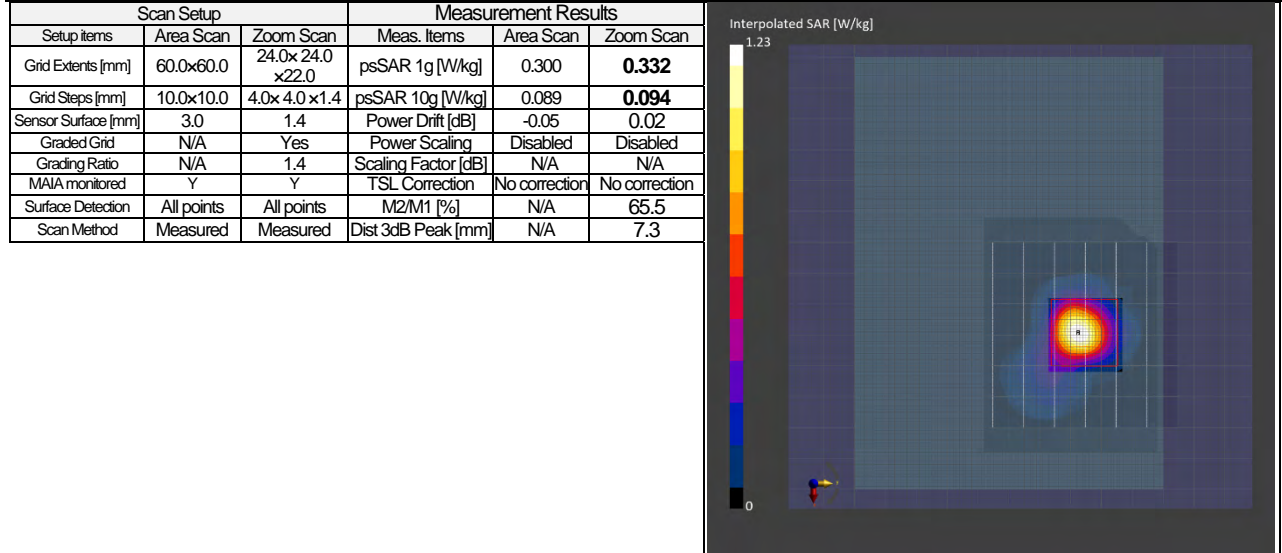 Scan Setup Measurement Results
Setup items Area Scan Zoom Scan Meas. Items Area Scan Zoom Scan
Grid Extents [mm] 60.0×60.0 24.0× 24.0 ×22.0 psSAR 1g [W/kg] 0.300 0.332
Grid Steps [mm] 10.0×10.0 4.0× 4.0 ×1.4 psSAR 10g [W/kg] 0.089 0.094
Sensor Surface [mm] 3.0 1.4 Power Drift [dB] -0.05 0.02
Graded Grid N/A Yes Power Scaling Disabled Disabled
Grading Ratio N/A 1.4 Scaling Factor [dB] N/A N/A
MAIA monitored Y Y TSL Correction No correction No correction
Surface Detection All points All points M2/M1 [%] N/A 65.5
Scan Method Measured Measured Dist 3dB Peak [mm] N/A 7.3
Interpolated SAR [W/kg]
1.23
0